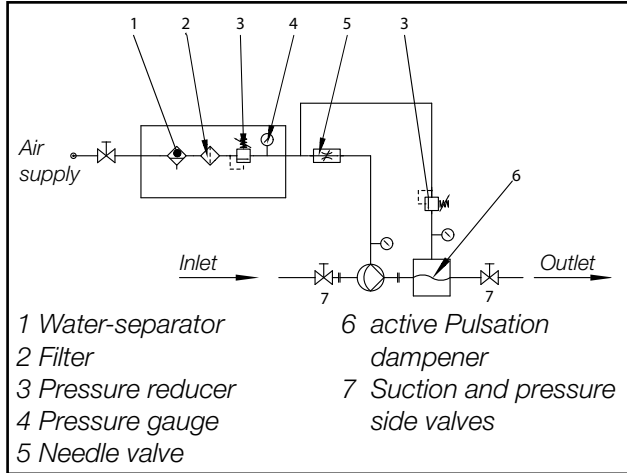 1 2 3 4 5 3
Air
supply
6
Inlet
Outlet
7 7
1 Water-separator
2 Filter
3 Pressure reducer
4 Pressure gauge
5 Needle valve
6 active Pulsation
dampener
7 Suction and pressure
side valves